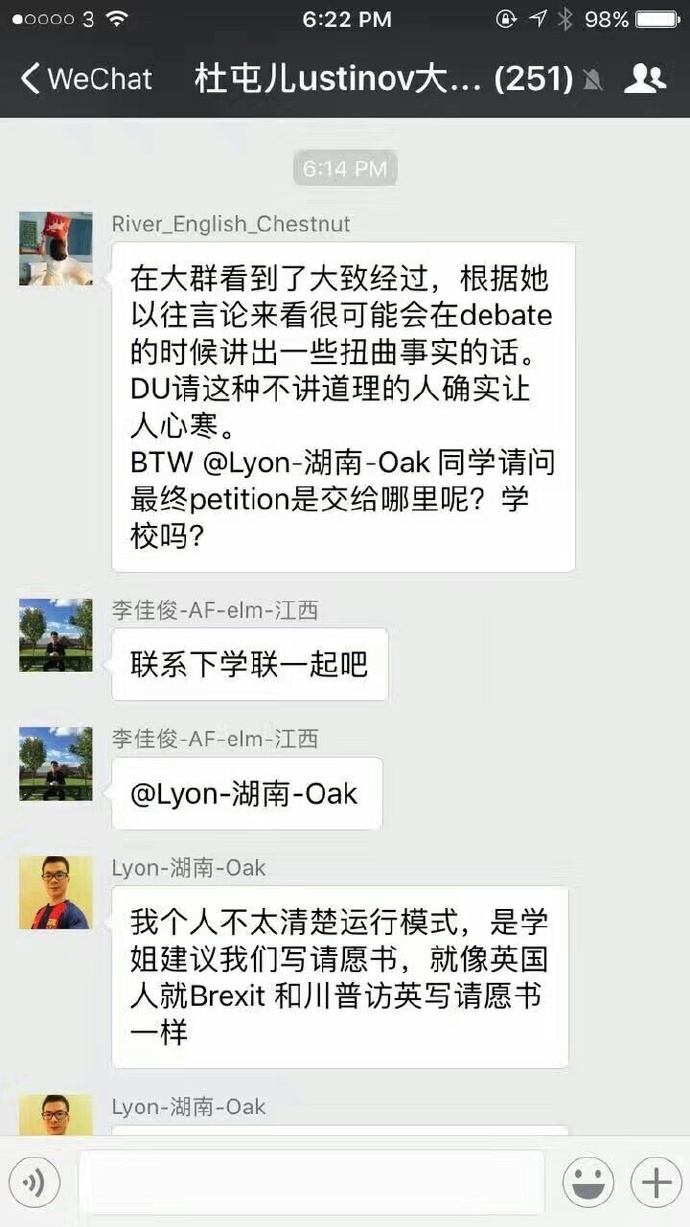 3 6:22 PM 98%
WeChat 杜屯儿ustinov大... (251)
6:14 PM
River_English_Chestnut
在大群看到了大致经过，根据她
以往言论来看很可能会在debate
的时候讲出一些扭曲事实的话。
DU请这种不讲道理的人确实让
人心寒。
BTW @Lyon-湖南-Oak 同学请问
最终petition是交给哪里呢？学
校吗？
李佳俊-AF-elm-江西
联系下学联一起吧
李佳俊-AF-elm-江西
@Lyon-湖南-Oak
Lyon-湖南-Oak
我个人不太清楚运行模式，是学
姐建议我们写请愿书，就像英国
人就Brexit 和川普访英写请愿书
一样
Lyon-湖南-Oak